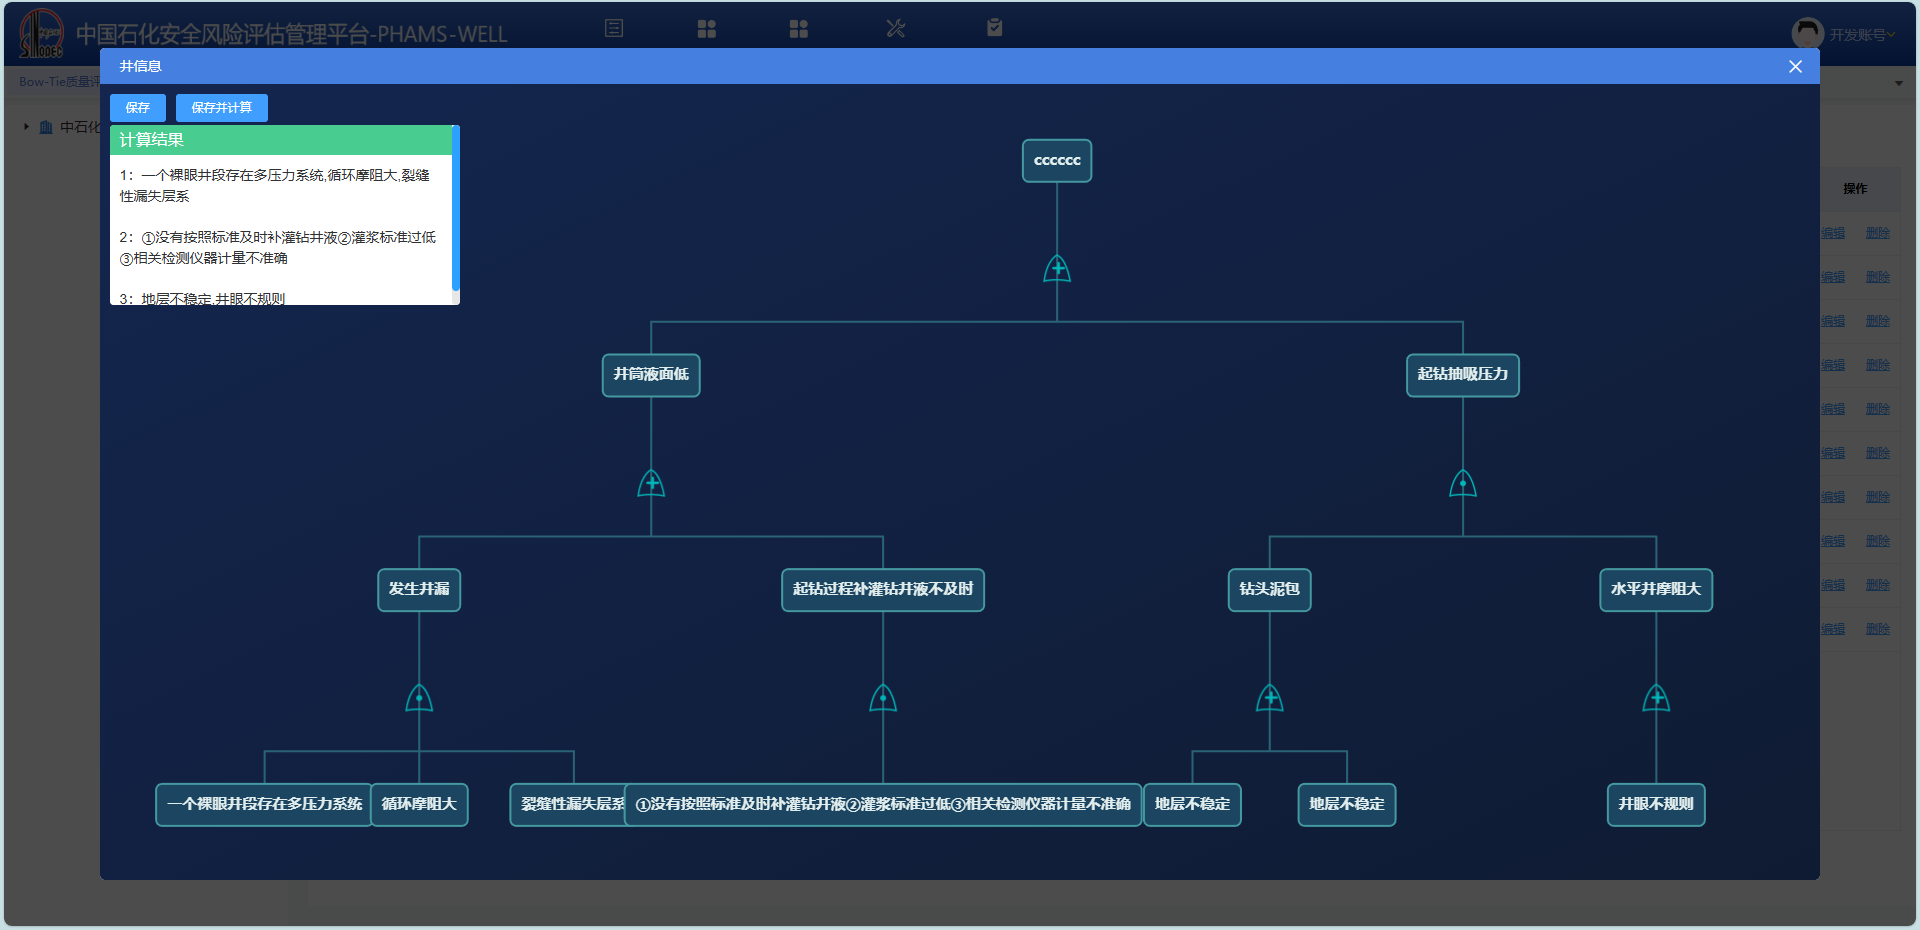 中国石化安全风险评估管理平台-PHAMS-WELL
开发账号
SINOPEC
井信息
Bow-Tie质量评
保存
保存并计算
中石化
计算结果
1：一个裸眼井段存在多压力系统,循环摩阻大,裂缝
性漏失层系
2：①没有按照标准及时补灌钻井液②灌浆标准过低
③相关检测仪器计量不准确
3：地层不稳定,井眼不规则
cccccc
操作
编辑 删除
编辑 删除
编辑 删除
编辑 删除
编辑 删除
编辑 删除
编辑 删除
编辑 删除
编辑 删除
编辑 删除
井筒液面低
起钻抽吸压力
发生井漏
起钻过程补灌钻井液不及时
钻头泥包
水平井摩阻大
一个裸眼井段存在多压力系统
循环摩阻大
裂缝性漏失层系
①没有按照标准及时补灌钻井液②灌浆标准过低③相关检测仪器计量不准确
地层不稳定
地层不稳定
井眼不规则